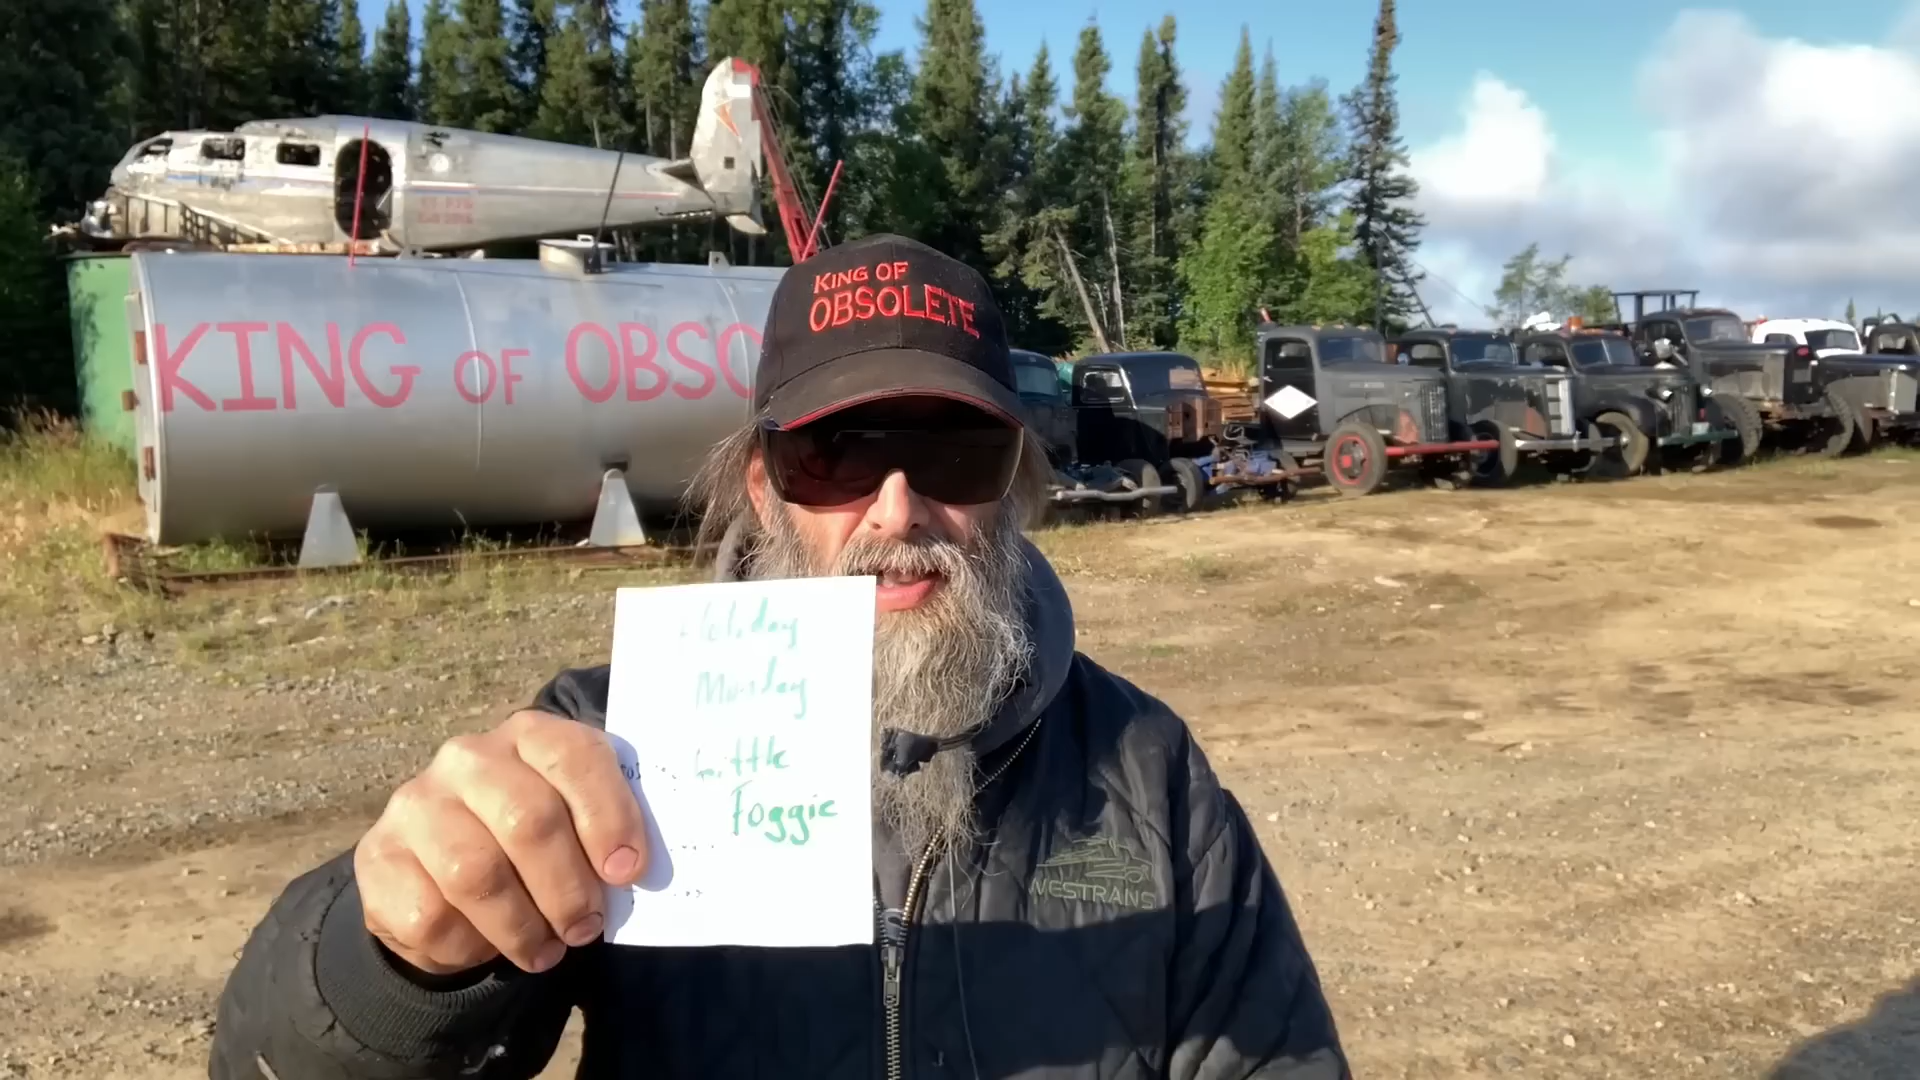 KING OF OBSO
KING OF
OBSOLETE
Holiday
Monday
Little
Foggie
WESTRANS